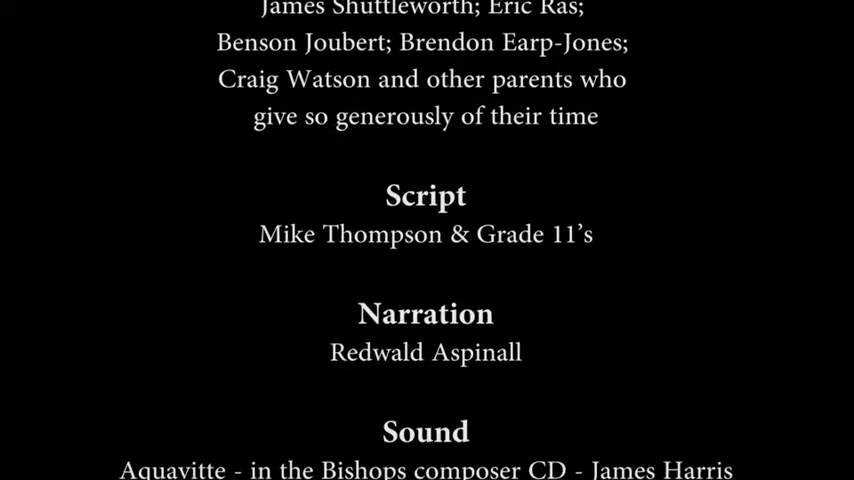 James Shuttleworth; Eric Ras;
Benson Joubert; Brendon Earp-Jones;
Craig Watson and other parents who
give so generously of their time
Script
Mike Thompson & Grade 11’s
Narration
Redwald Aspinall
Sound
Aquavitte - in the Bishops composer CD - James Harris